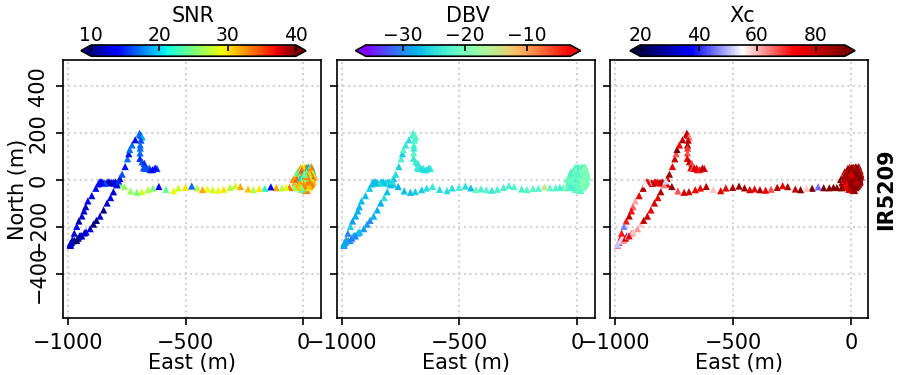 SNR DBV Xc
10 20 30 40 −30 −20 −10 20 40 60 80
400
200
0
−200
−400
North (m)
IR5209
−1000 −500 0 −1000 −500 0 −1000 −500 0
East (m) East (m) East (m)